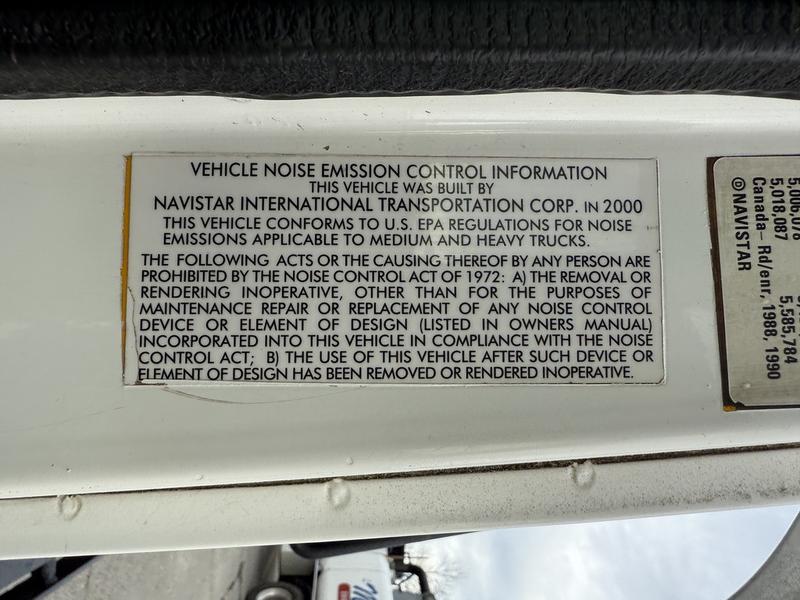 VEHICLE NOISE EMISSION CONTROL INFORMATION
THIS VEHICLE WAS BUILT BY
NAVISTAR INTERNATIONAL TRANSPORTATION CORP. IN 2000
THIS VEHICLE CONFORMS TO U.S. EPA REGULATIONS FOR NOISE
EMISSIONS APPLICABLE TO MEDIUM AND HEAVY TRUCKS.
THE FOLLOWING ACTS OR THE CAUSING THEREOF BY ANY PERSON ARE
PROHIBITED BY THE NOISE CONTROL ACT OF 1972: A) THE REMOVAL OR
RENDERING INOPERATIVE, OTHER THAN FOR THE PURPOSES OF
MAINTENANCE REPAIR OR REPLACEMENT OF ANY NOISE CONTROL
DEVICE OR ELEMENT OF DESIGN (LISTED IN OWNERS MANUAL)
INCORPORATED INTO THIS VEHICLE IN COMPLIANCE WITH THE NOISE
CONTROL ACT; B) THE USE OF THIS VEHICLE AFTER SUCH DEVICE OR
ELEMENT OF DESIGN HAS BEEN REMOVED OR RENDERED INOPERATIVE.
5,006,078
5,018,087 5,585,784
Canada– Rd/enr, 1988, 1990
© NAVISTAR